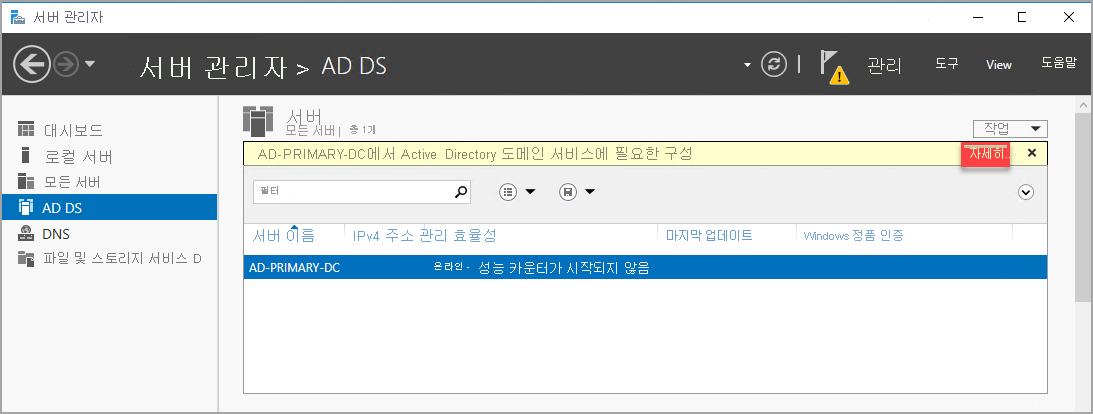 서버 관리자
서버 관리자 > AD DS
관리 도구 View 도움말
대시보드
로컬 서버
모든 서버
AD DS
DNS
파일 및 스토리지 서비스 D
서버
모든 서버 | 총 1개
작업
AD-PRIMARY-DC에서 Active Directory 도메인 서비스에 필요한 구성 자세히..
필터
서버 이름 IPv4 주소 관리 효율성 마지막 업데이트 Windows 정품 인증
AD-PRIMARY-DC 온라인 - 성능 카운터가 시작되지 않음